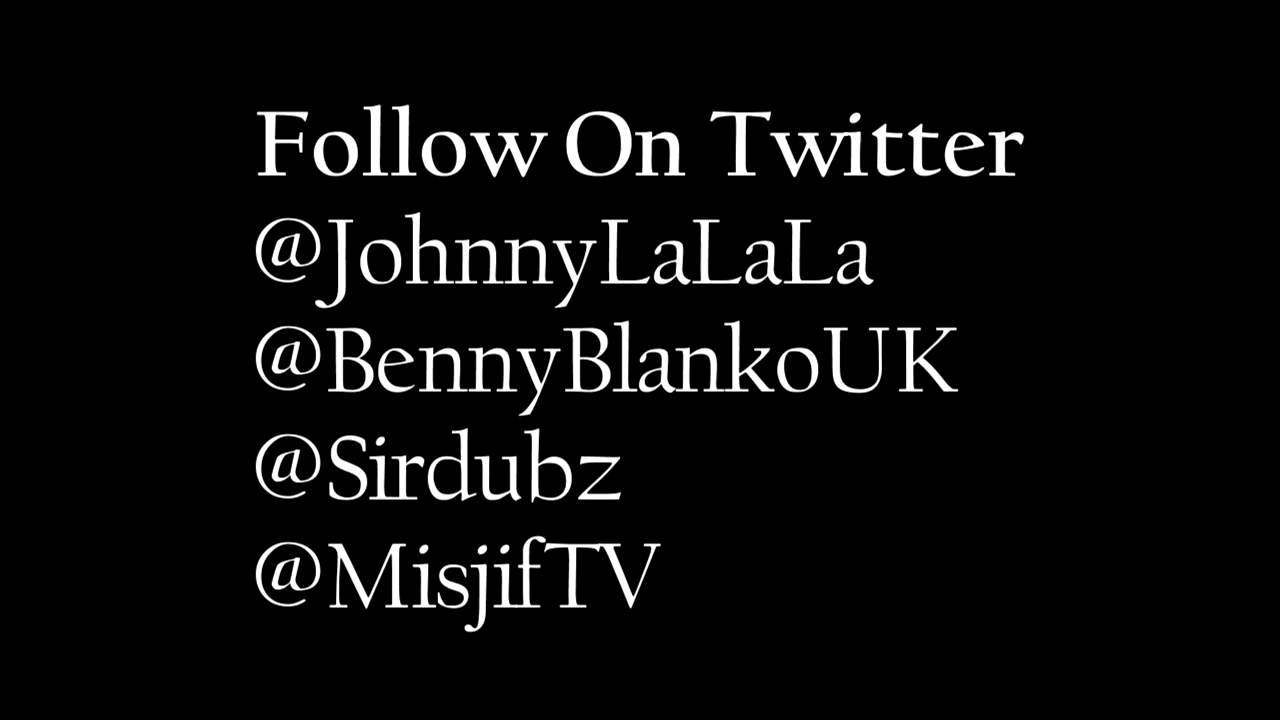 Follow On Twitter
@JohnnyLaLaLa
@BennyBlankoUK
@Sirdubz
@MisjifTV